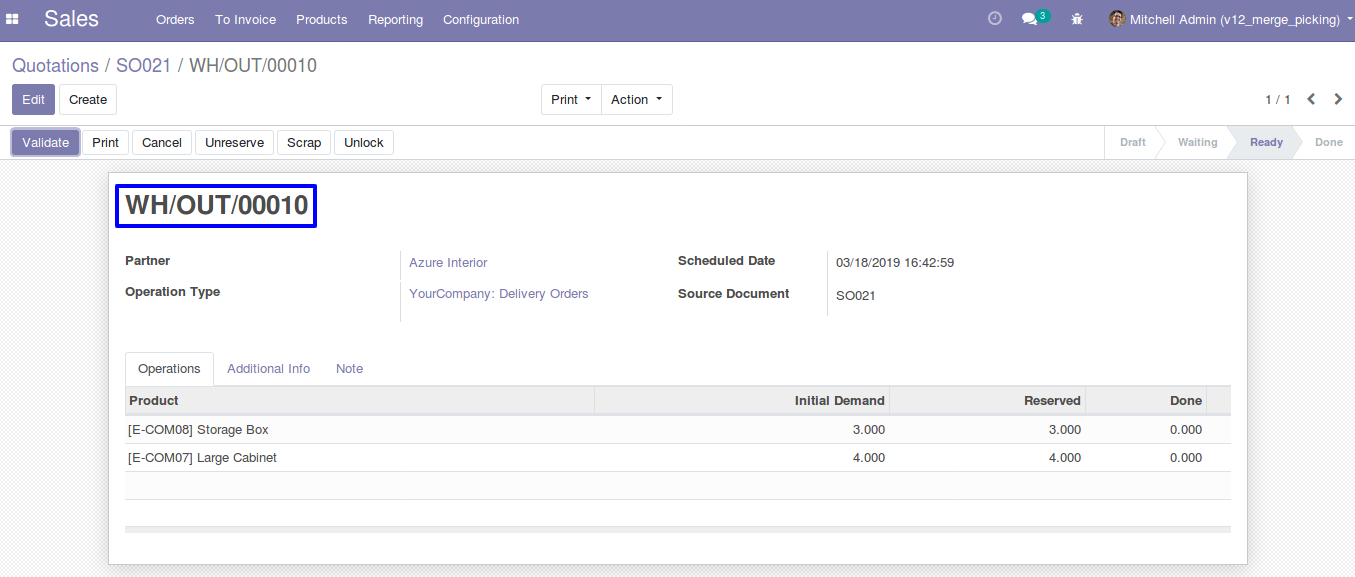 Sales Orders To Invoice Products Reporting Configuration 3 Mitchell Admin (v12_merge_picking)
Quotations / SO021 / WH/OUT/00010
Edit Create Print Action 1 / 1
Validate Print Cancel Unreserve Scrap Unlock Draft Waiting Ready Done
WH/OUT/00010
Partner Azure Interior Scheduled Date 03/18/2019 16:42:59
Operation Type YourCompany: Delivery Orders Source Document SO021
Operations Additional Info Note
Product Initial Demand Reserved Done
[E-COM08] Storage Box 3.000 3.000 0.000
[E-COM07] Large Cabinet 4.000 4.000 0.000